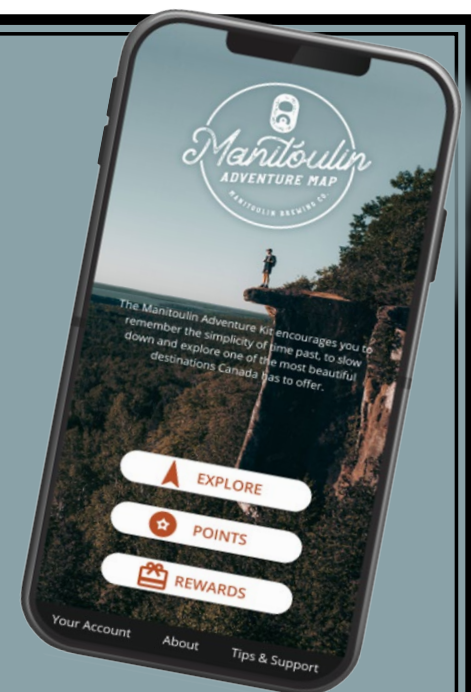 Manitoulin
ADVENTURE MAP
MANITOULIN BREWING CO.
The Manitoulin Adventure Kit encourages you to
remember the simplicity of time past, to slow
down and explore one of the most beautiful
destinations Canada has to offer.
EXPLORE
POINTS
REWARDS
Your Account About Tips & Support